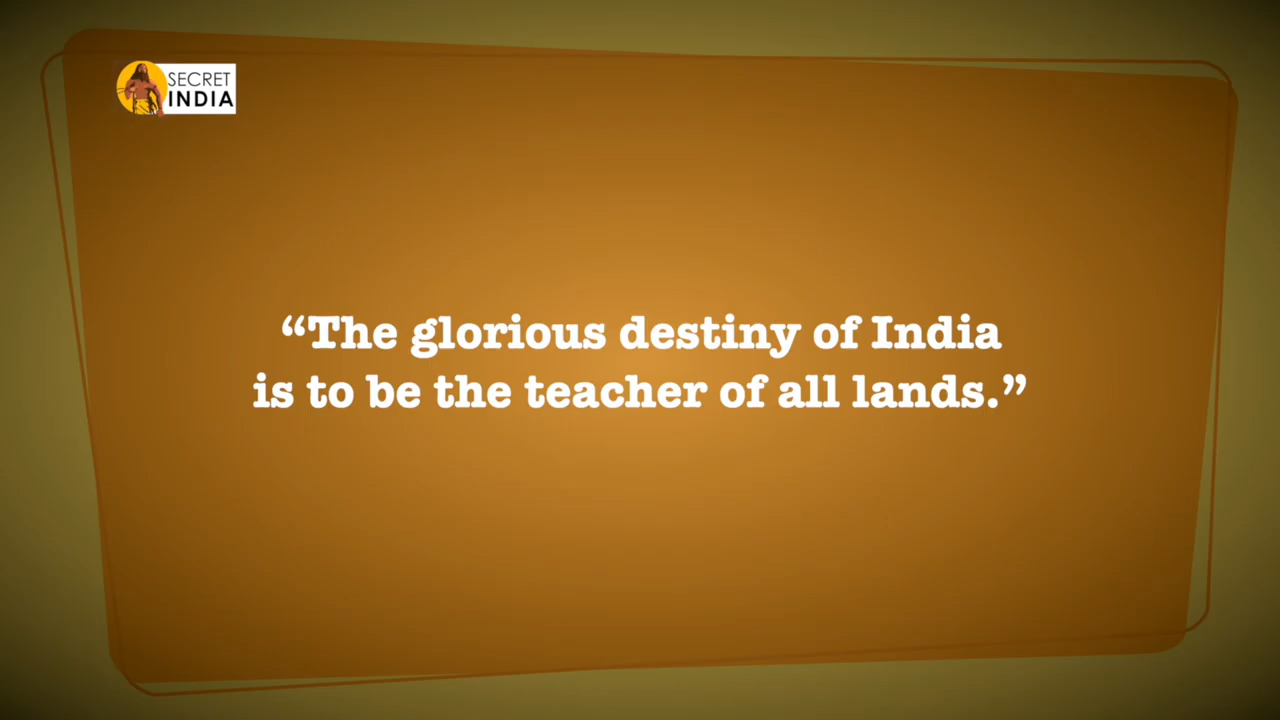 SECRET
INDIA
“The glorious destiny of India
is to be the teacher of all lands.”